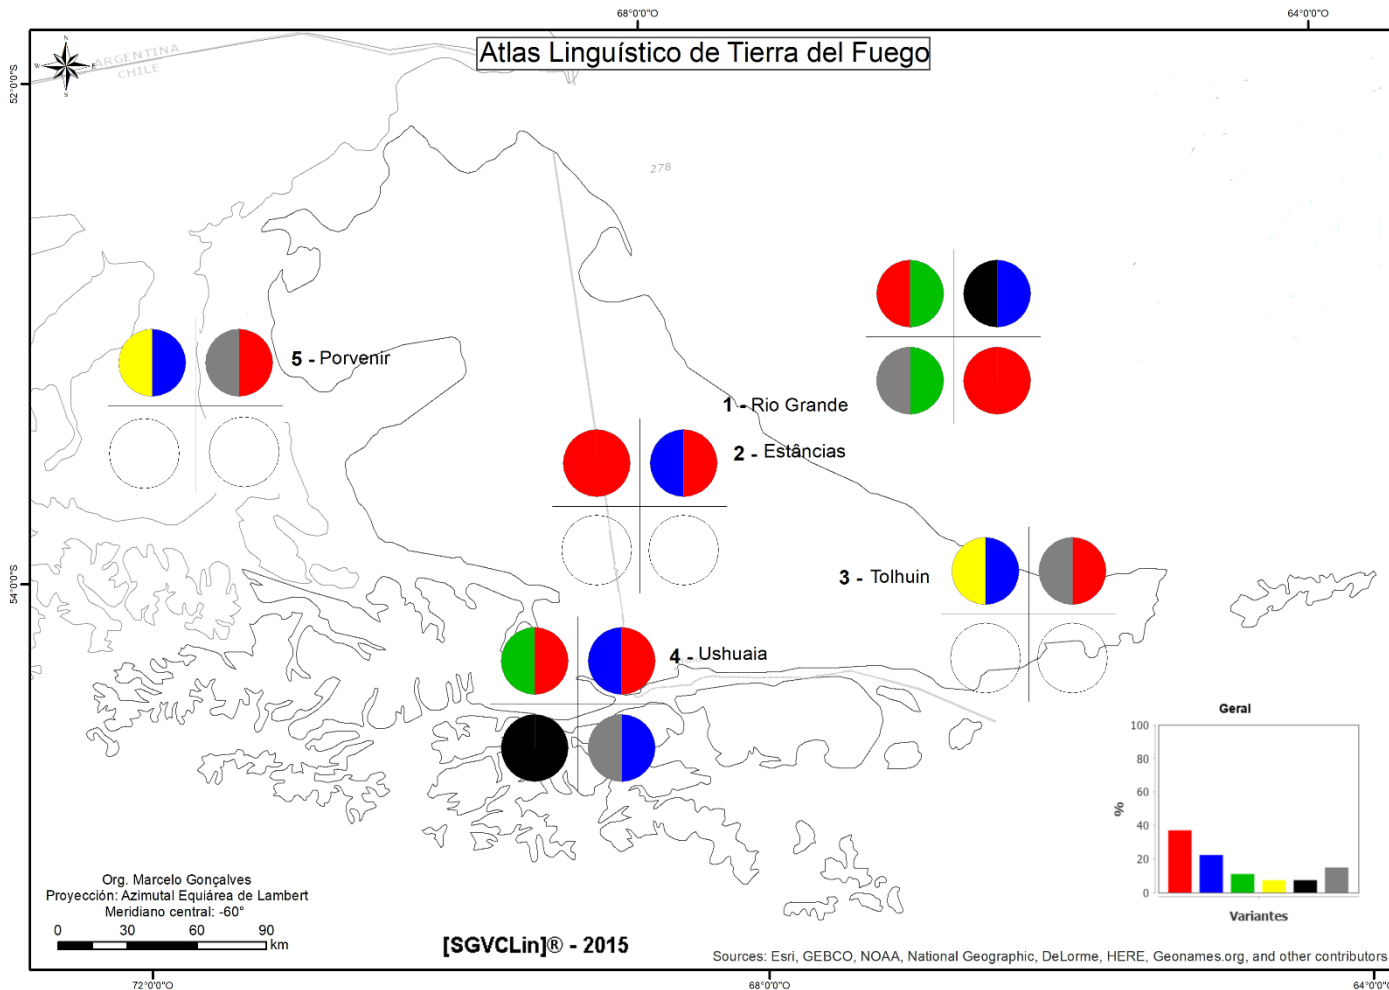 68°0'0"O
64°0'0"O
Atlas Linguístico de Tierra del Fuego
N
W
E
S
ARGENTINA
CHILE
52°0'0"S
278
5 - Porvenir
1 - Rio Grande
2 - Estâncias
3 - Tolhuin
54°0'0"S
4 - Ushuaia
Geral
100
80
60
40
20
0
%
Variantes
Org. Marcelo Gonçalves
Proyección: Azimutal Equiárea de Lambert
Meridiano central: -60°
0 30 60 90
km
[SGVCLin]® - 2015
Sources: Esri, GEBCO, NOAA, National Geographic, DeLorme, HERE, Geonames.org, and other contributors
72°0'0"O
68°0'0"O
64°0'0"O